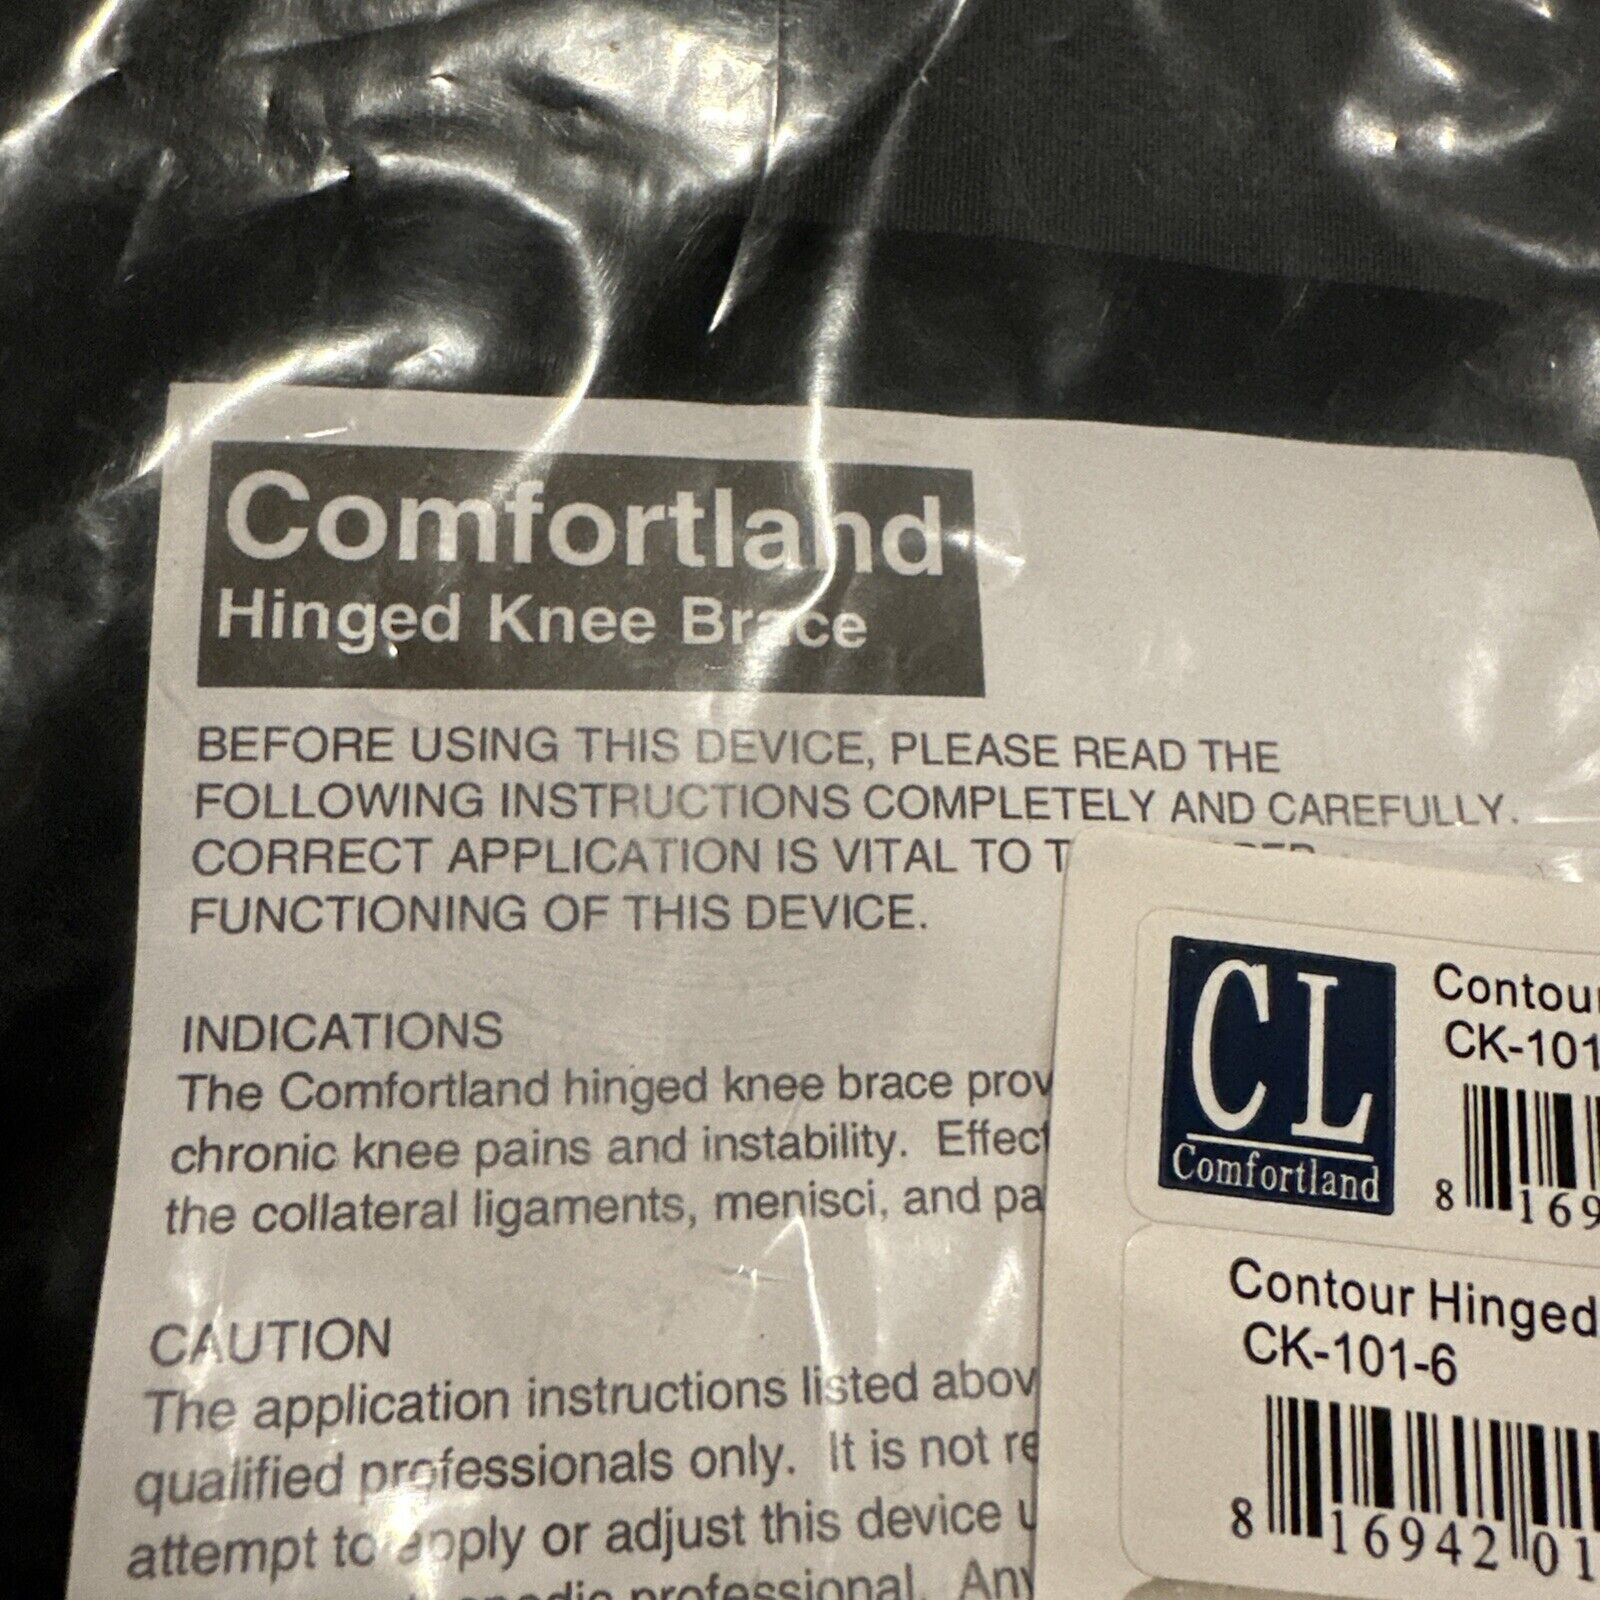 Comfortland
Hinged Knee Brace
BEFORE USING THIS DEVICE, PLEASE READ THE
FOLLOWING INSTRUCTIONS COMPLETELY AND CAREFULLY.
CORRECT APPLICATION IS VITAL TO
FUNCTIONING OF THIS DEVICE.
INDICATIONS
The Comfortland hinged knee brace prov
chronic knee pains and instability. Effect
the collateral ligaments, menisci, and pa
CAUTION
The application instructions listed abov
qualified professionals only. It is not re
attempt to apply or adjust this device u
professional. Any
CL
Comfortland
Contour
CK-101
8 169
Contour Hinged
CK-101-6
8 16942 01